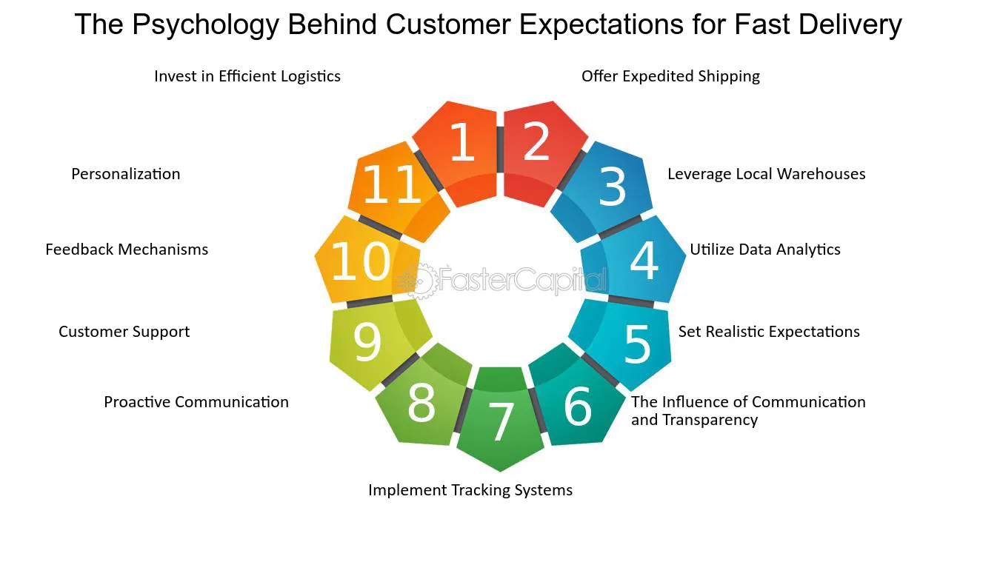 The Psychology Behind Customer Expectations for Fast Delivery
Invest in Efficient Logistics
Offer Expedited Shipping
1
2
Personalization
11
3
Leverage Local Warehouses
Feedback Mechanisms
10
4
Utilize Data Analytics
FasterCapital
Customer Support
9
5
Set Realistic Expectations
Proactive Communication
8
7
6
The Influence of Communication
and Transparency
Implement Tracking Systems